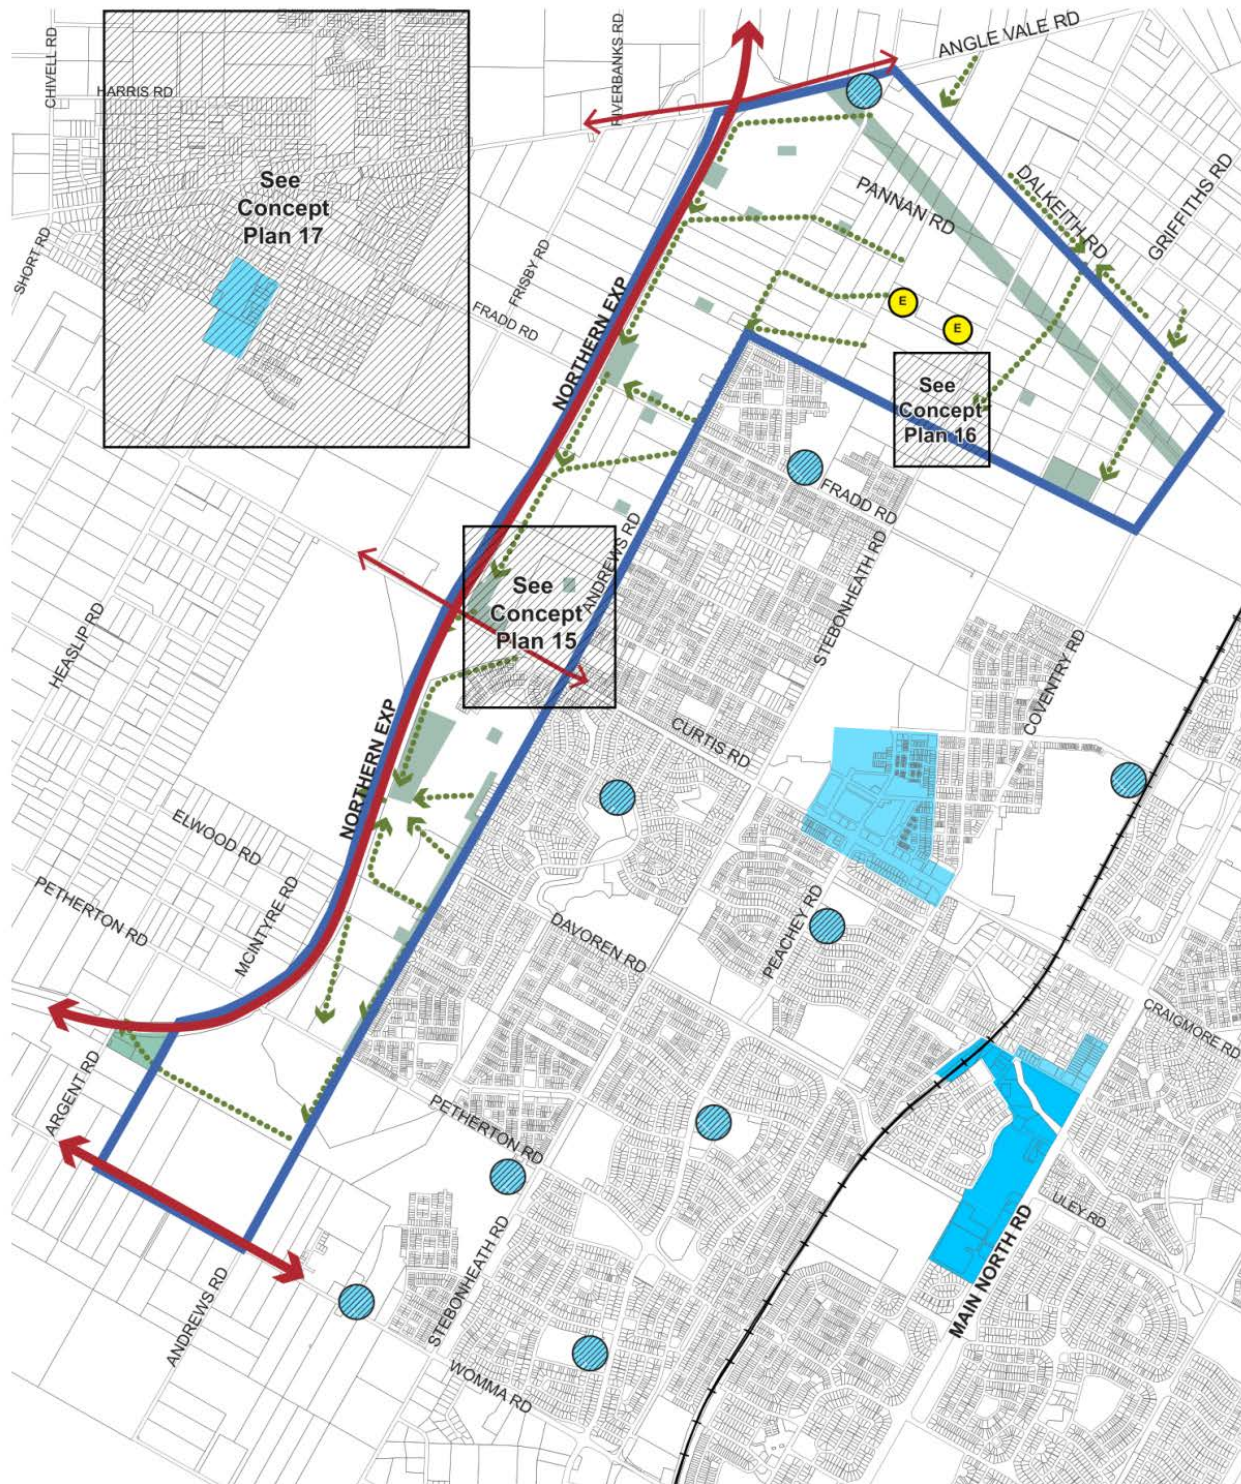 CHIVELL RD
HARRIS RD
RIVERBANKS RD
ANGLE VALE RD
See
Concept
Plan 17
SHORT RD
FRISBY RD
FRADD RD
NORTHERN EXP
PANNAN RD
DALKEITH RD
GRIFFITHS RD
E
E
See
Concept
Plan 16
FRADD RD
ANDREWS RD
See
Concept
Plan 15
STEBONHEATH RD
HEASLIP RD
COVENTRY RD
CURTIS RD
NORTHERN EXP
ELWOOD RD
PETHERTON RD
MCINTYRE RD
DAVOREN RD
PEACHEY RD
CRAIGMORE RD
ARGENT RD
PETHERTON RD
ULEY RD
STEBONHEATH RD
MAIN NORTH RD
ANDREWS RD
WOMMA RD